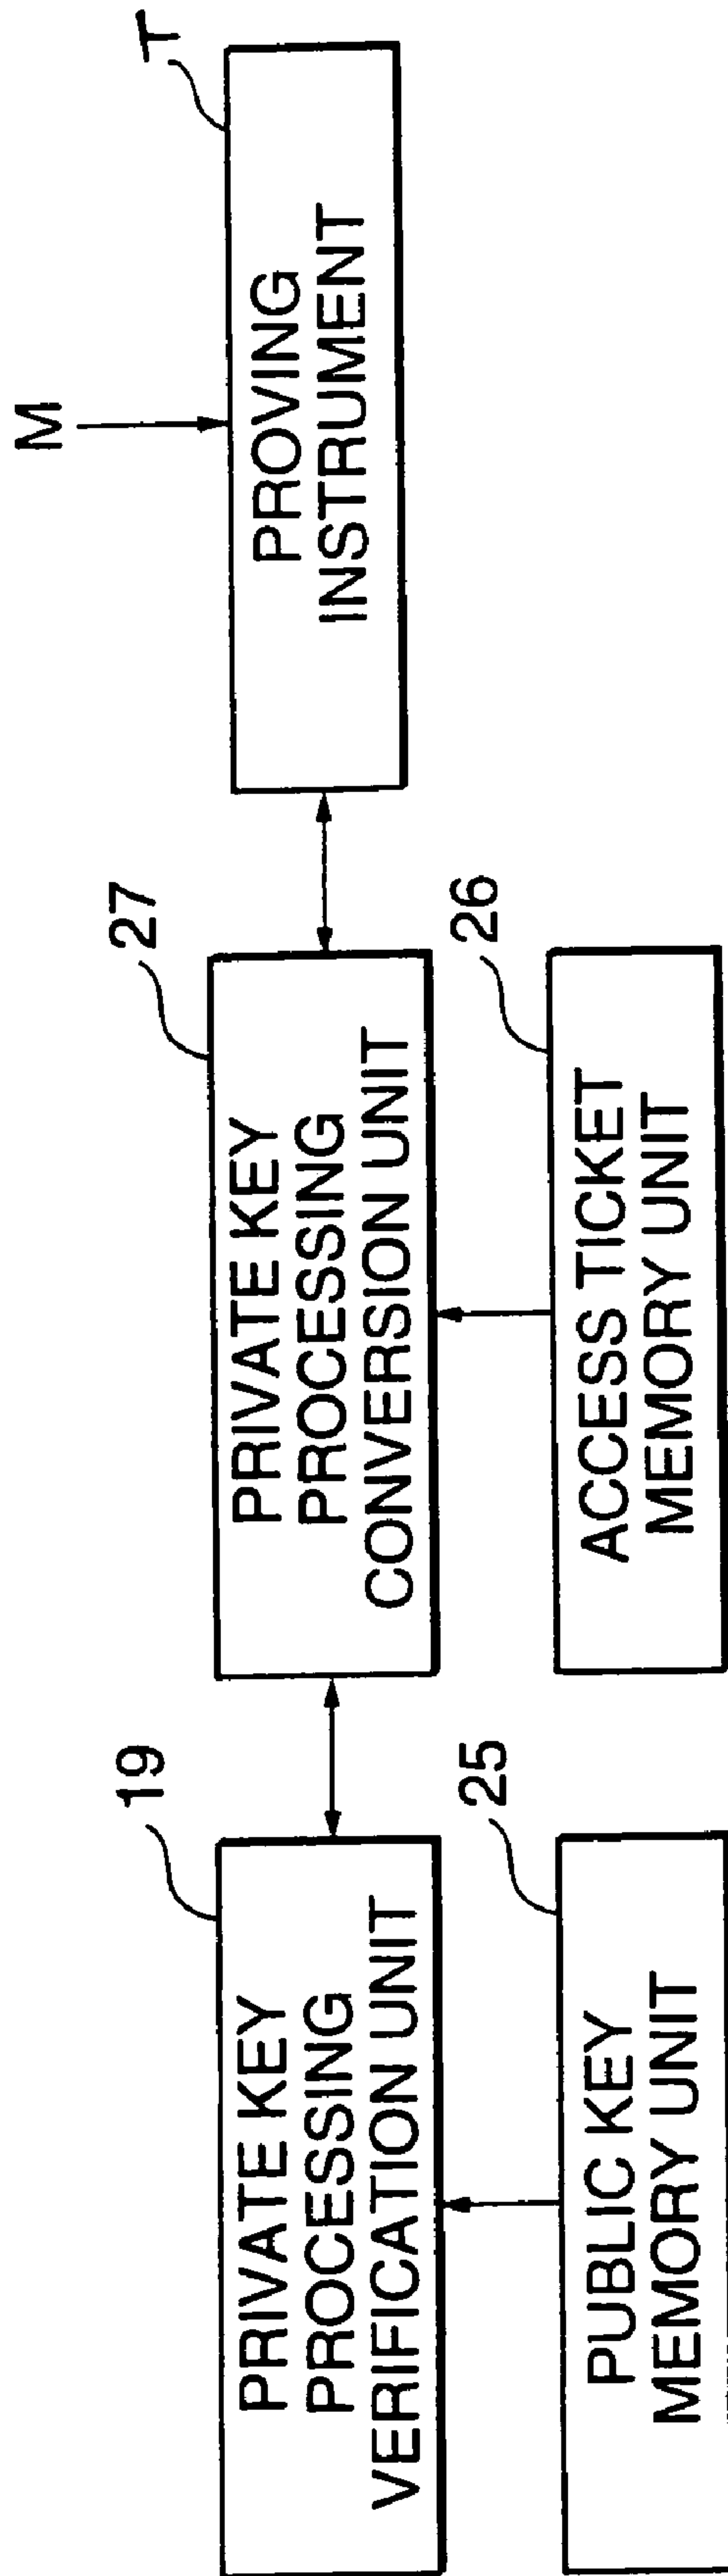 19
PRIVATE KEY
PROCESSING
VERIFICATION UNIT
25
PUBLIC KEY
MEMORY UNIT
27
PRIVATE KEY
PROCESSING
CONVERSION UNIT
26
ACCESS TICKET
MEMORY UNIT
M
T
PROVING
INSTRUMENT